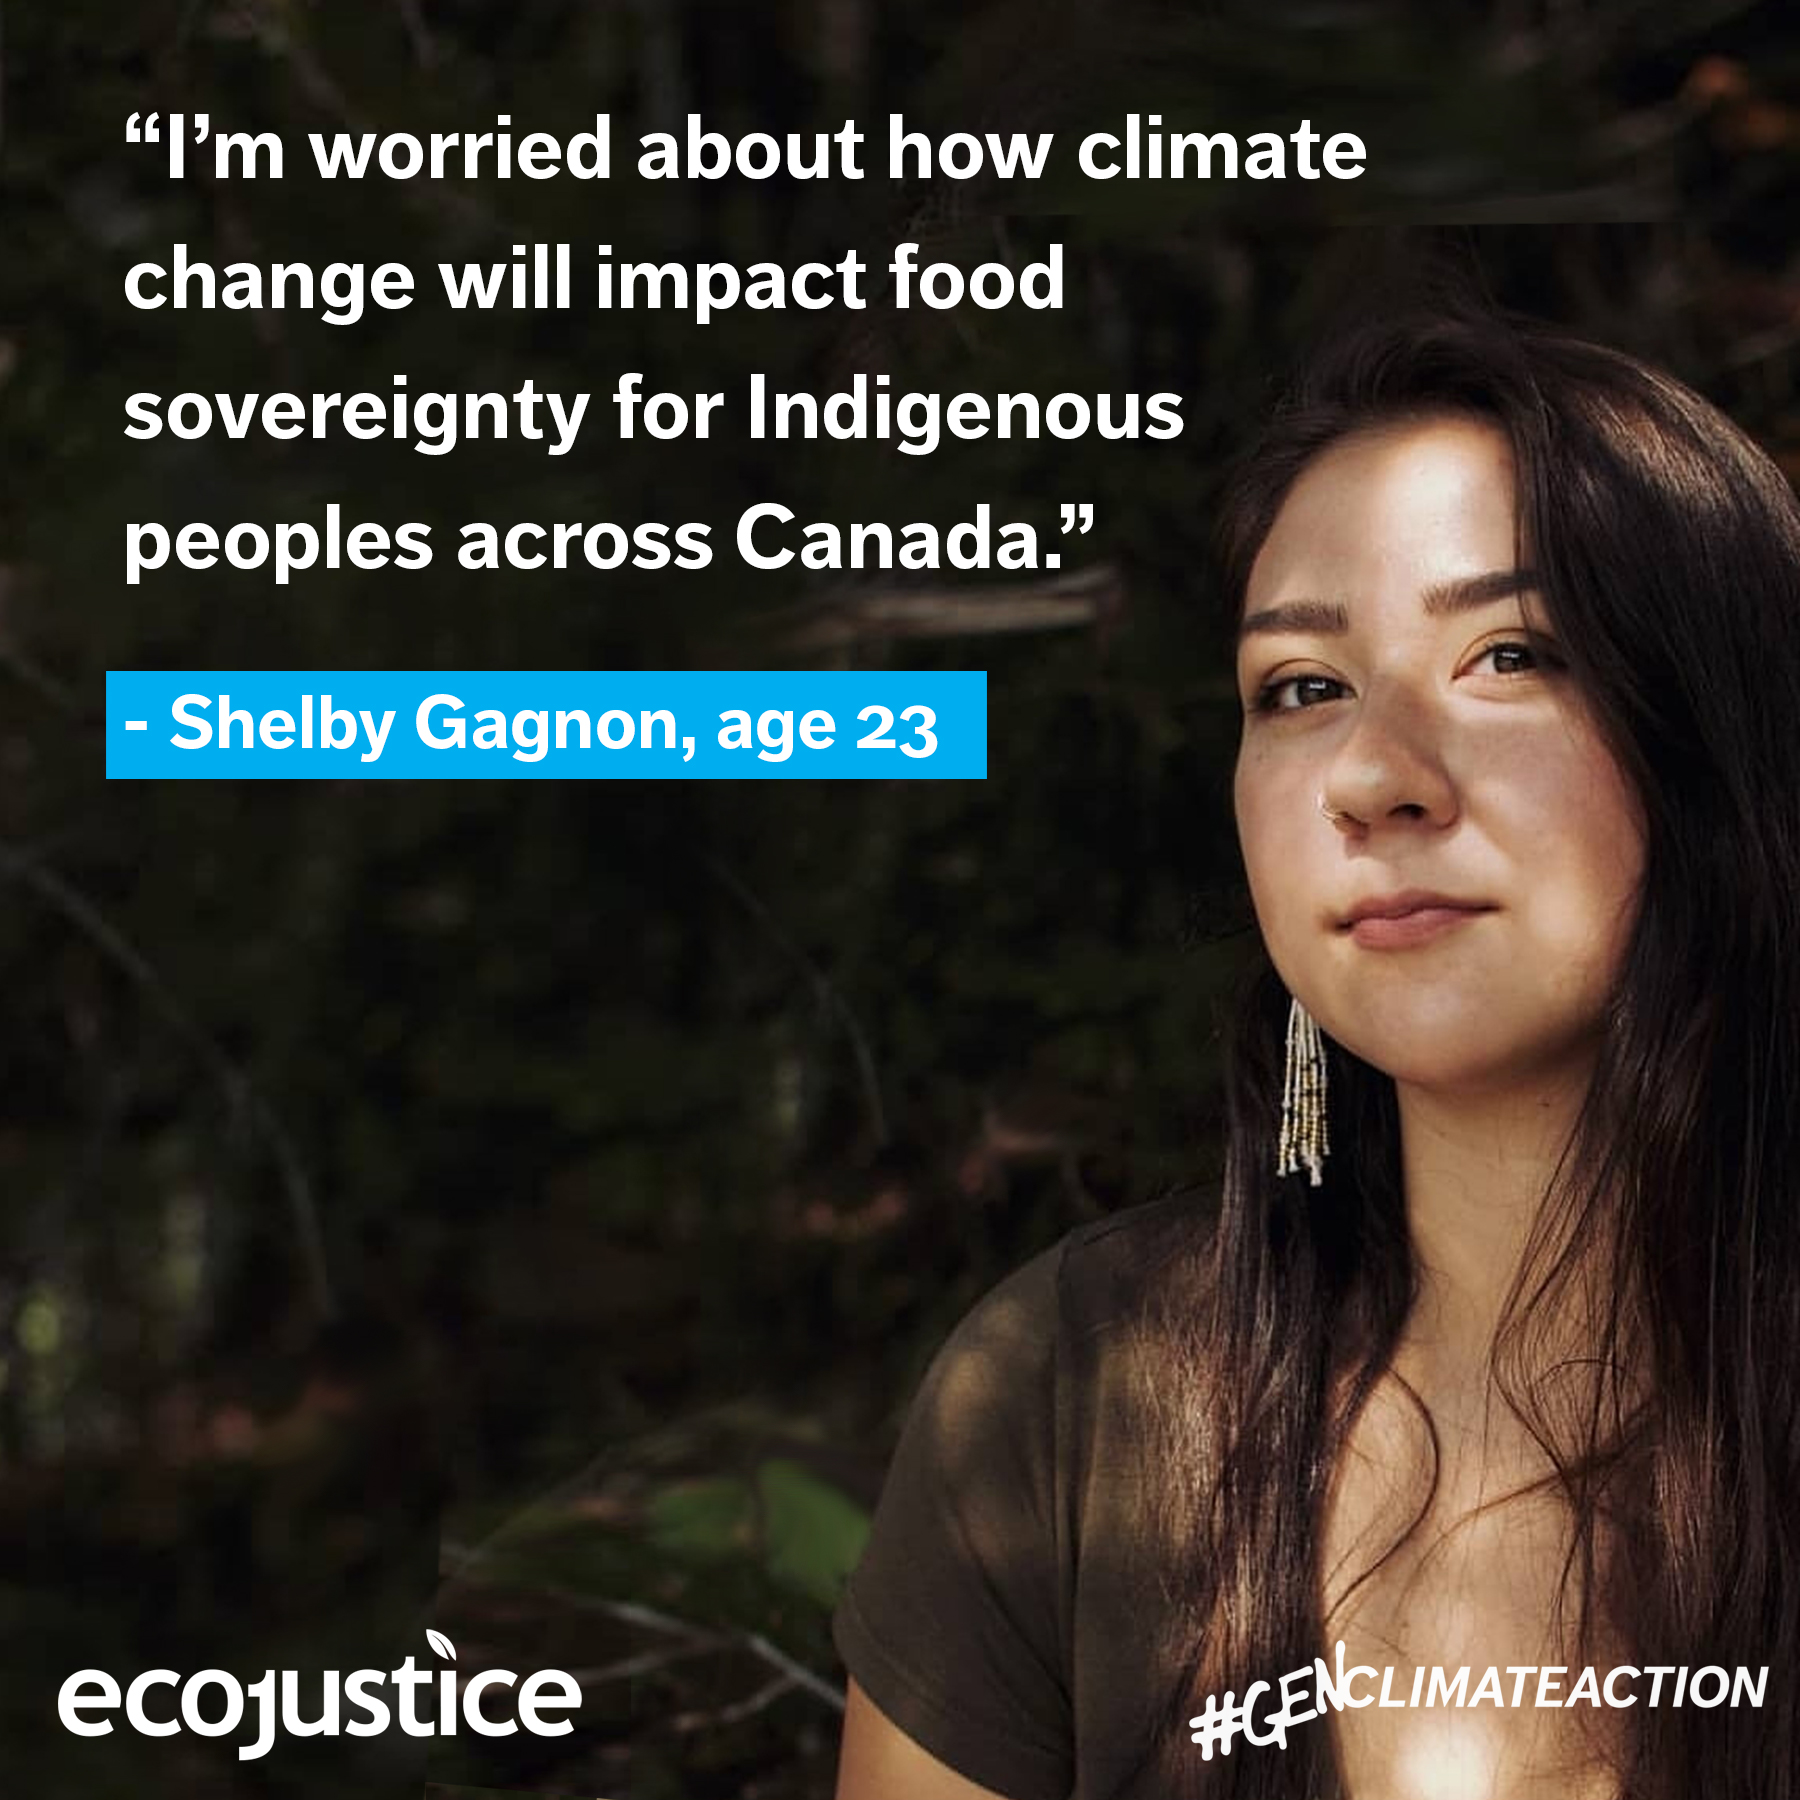 “I’m worried about how climate
change will impact food
sovereignty for Indigenous
peoples across Canada.”
- Shelby Gagnon, age 23
ecojustice
#GENCLIMATEACTION